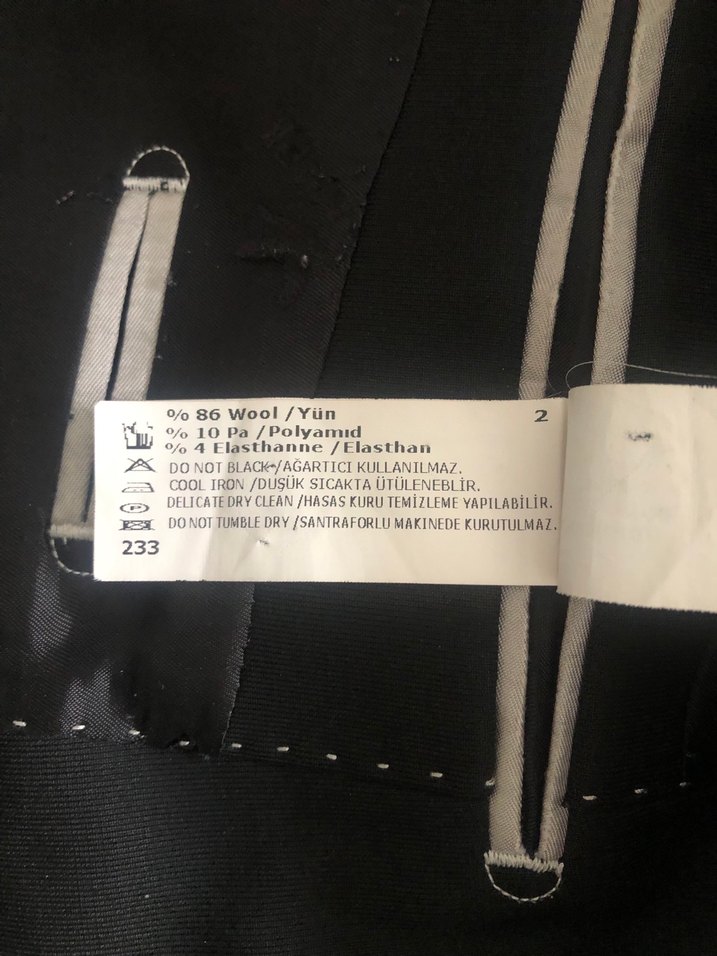 % 86 Wool /Yün
2
% 10 Pa /Polyamıd
% 4 Elasthanne /Elasthan
DO NOT BLACK /AĞARTICI KULLANILMAZ.
COOL IRON /DUŞÜK SICAKTA ÜTÜLENEBLİR.
P DELICATE DRY CLEAN /HASAS KURU TEMİZLEME YAPILABİLİR.
DO NOT TUMBLE DRY /SANTRAFORLU MAKINEDE KURUTULMAZ.
233